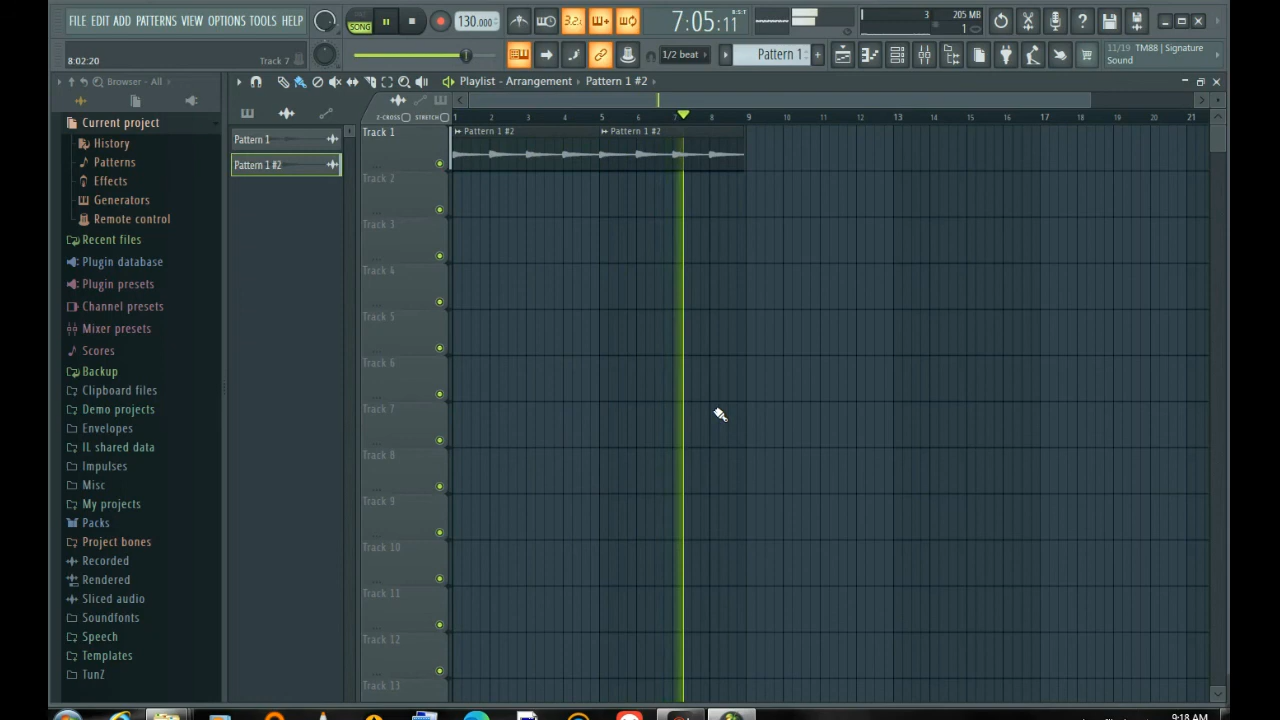 FILE EDIT ADD PATTERNS VIEW OPTIONS TOOLS HELP
SONG
130.000
3.2.
7:05:11
3
205 MB
1
8:02:20 Track 7
1/2 beat
Pattern 1
+
11/19 TM88 | Signature
Sound
Browser - All
Playlist - Arrangement
Pattern 1 #2
Z-CROSS STRETCH
1 2 3 4 5 6 7 8 9 10 11 12 13 14 15 16 17 18 19 20 21
Current project
History
Patterns
Effects
Generators
Remote control
Recent files
Plugin database
Plugin presets
Channel presets
Mixer presets
Scores
Backup
Clipboard files
Demo projects
Envelopes
IL shared data
Impulses
Misc
My projects
Packs
Project bones
Recorded
Rendered
Sliced audio
Soundfonts
Speech
Templates
TunZ
Pattern 1
Pattern 1 #2
Track 1
Pattern 1 #2
Pattern 1 #2
Track 2
Track 3
Track 4
Track 5
Track 6
Track 7
Track 8
Track 9
Track 10
Track 11
Track 12
Track 13
9:18 AM